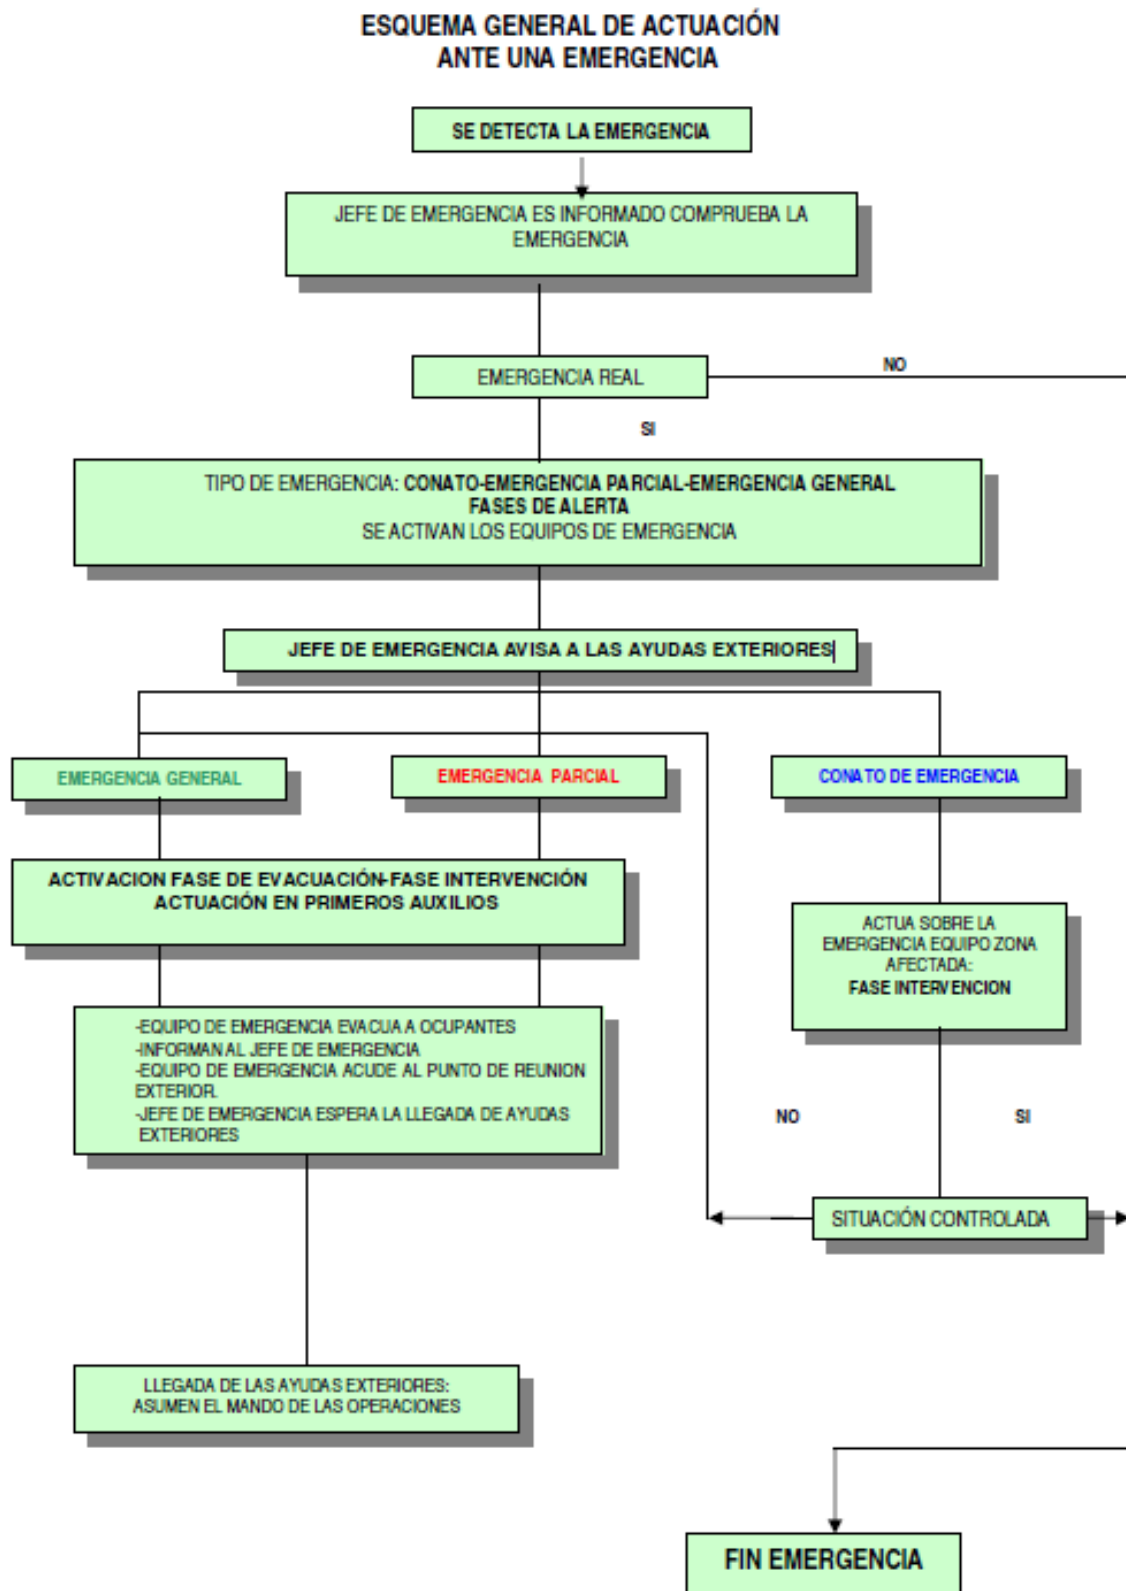 ESQUEMA GENERAL DE ACTUACIÓN
ANTE UNA EMERGENCIA
SE DETECTA LA EMERGENCIA
JEFE DE EMERGENCIA ES INFORMADO COMPRUEBA LA
EMERGENCIA
EMERGENCIA REAL
NO
SI
TIPO DE EMERGENCIA: CONATO-EMERGENCIA PARCIAL-EMERGENCIA GENERAL
FASES DE ALERTA
SE ACTIVAN LOS EQUIPOS DE EMERGENCIA
JEFE DE EMERGENCIA AVISA A LAS AYUDAS EXTERIORES
EMERGENCIA GENERAL
EMERGENCIA PARCIAL
CONATO DE EMERGENCIA
ACTIVACION FASE DE EVACUACIÓN-FASE INTERVENCIÓN
ACTUACIÓN EN PRIMEROS AUXILIOS
ACTUA SOBRE LA
EMERGENCIA EQUIPO ZONA
AFECTADA:
FASE INTERVENCION
-EQUIPO DE EMERGENCIA EVACUA A OCUPANTES
-INFORMAN AL JEFE DE EMERGENCIA
-EQUIPO DE EMERGENCIA ACUDE AL PUNTO DE REUNION
EXTERIOR.
-JEFE DE EMERGENCIA ESPERA LA LLEGADA DE AYUDAS
EXTERIORES
NO
SI
SITUACIÓN CONTROLADA
LLEGADA DE LAS AYUDAS EXTERIORES:
ASUMEN EL MANDO DE LAS OPERACIONES
FIN EMERGENCIA